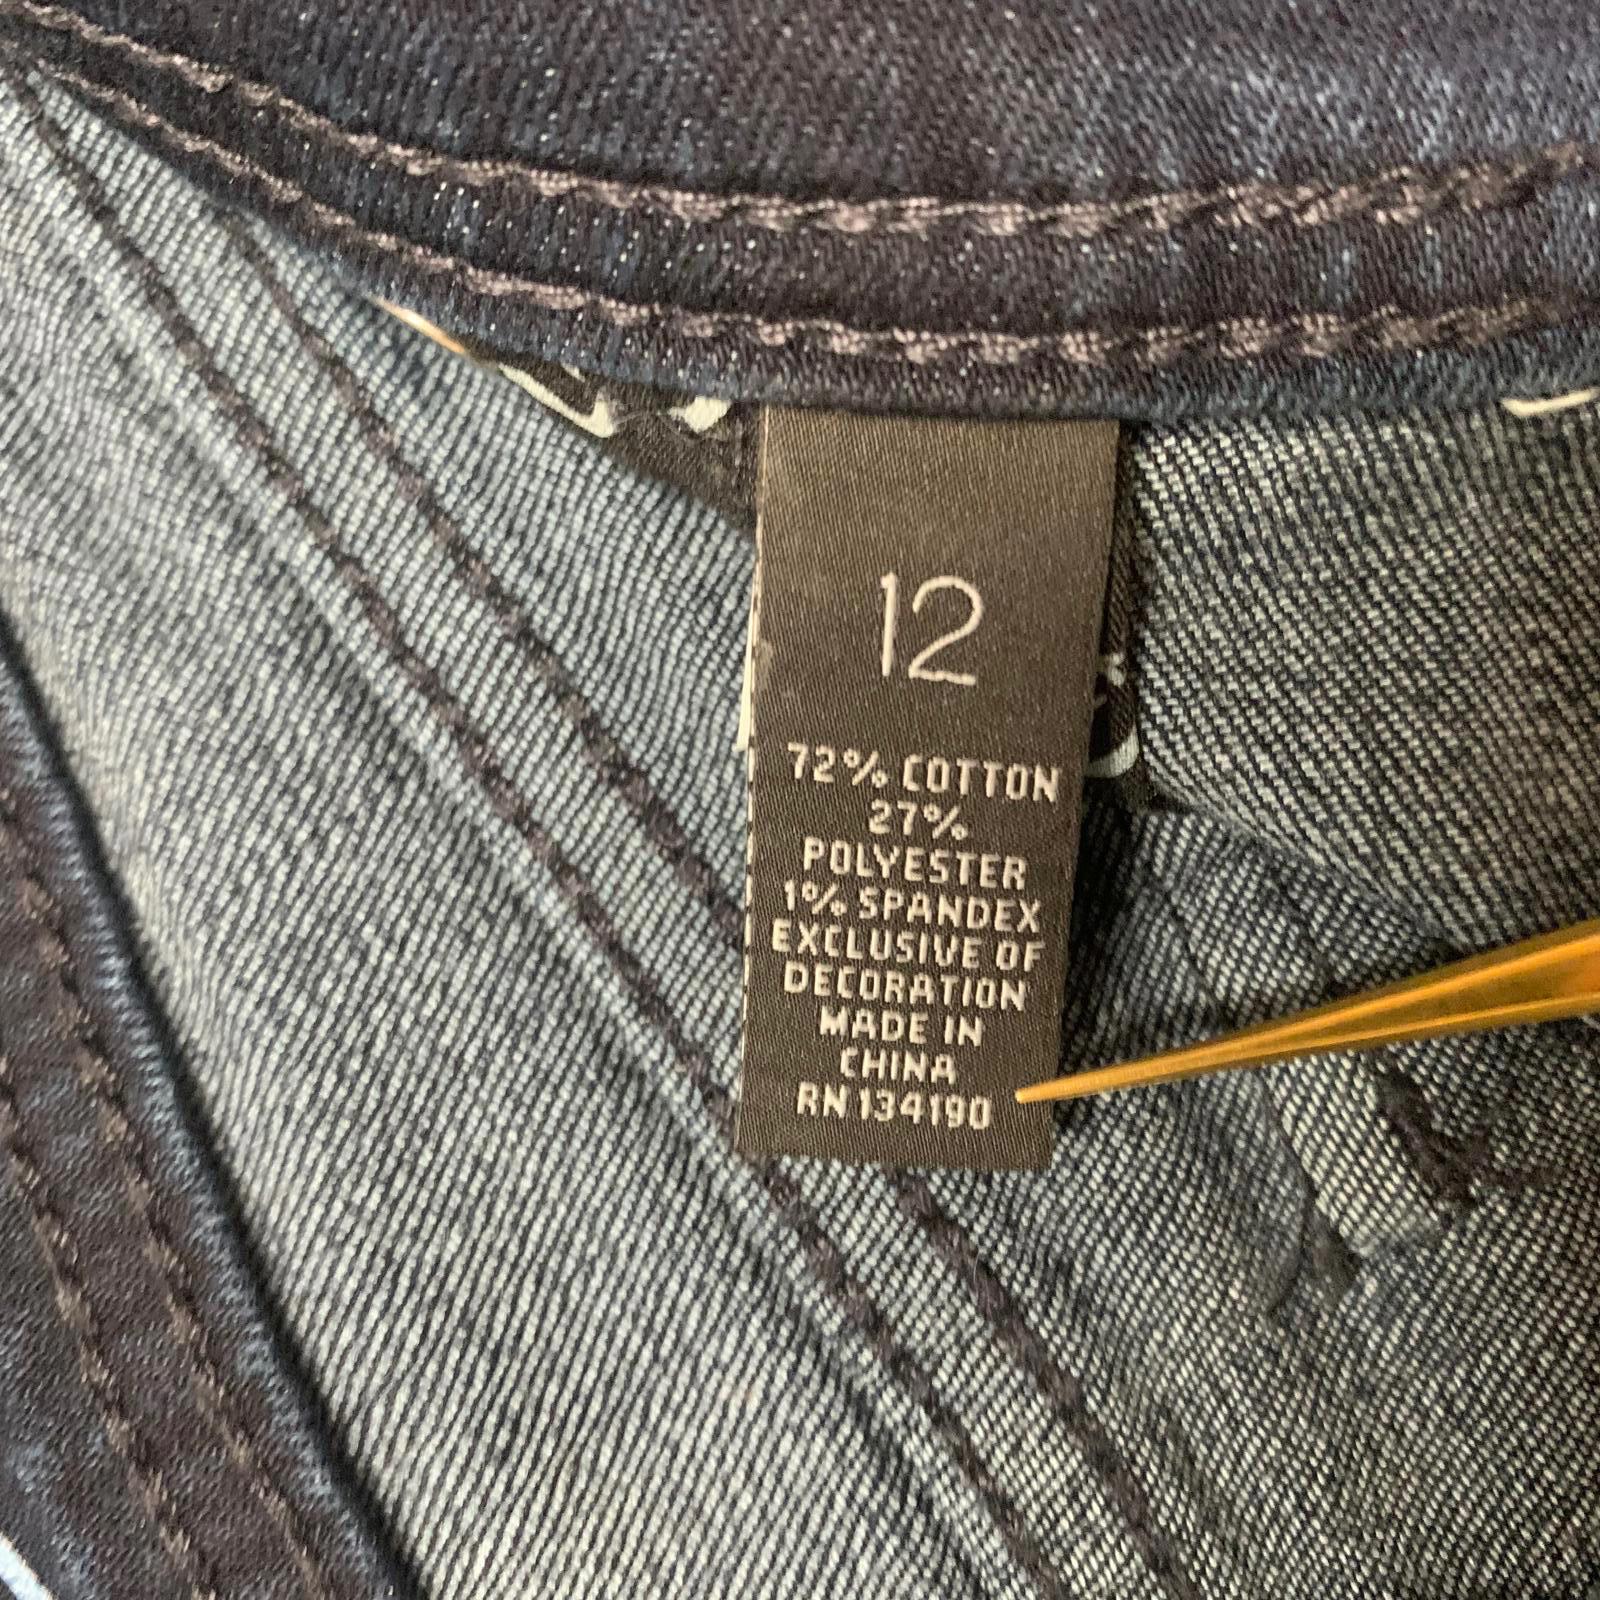 12
72% COTTON
27%
POLYESTER
1% SPANDEX
EXCLUSIVE OF
DECORATION
MADE IN
CHINA
RN 134190